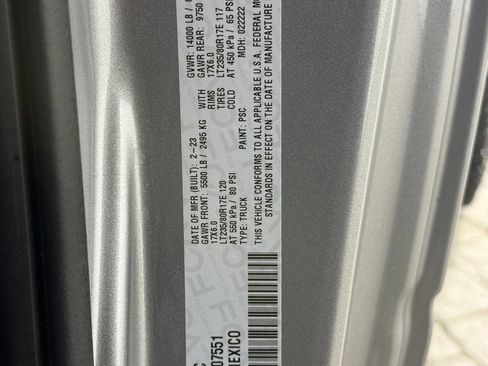 DATE OF MFR (BUILT): 2-23 GVWR: 14000 LB /
GAWR FRONT: 5500 LB / 2495 KG GAWR REAR: 9750
17X6.0 WITH RIMS 17X6.0
LT235/80R17E 120 TIRES LT235/80R17E 117
AT 550 kPa / 80 PSI COLD AT 450 kPa / 65 PSI
TYPE: TRUCK PAINT: PSC MDH: 022222
THIS VEHICLE CONFORMS TO ALL APPLICABLE U.S.A. FEDERAL
STANDARDS IN EFFECT ON THE DATE OF MANUFACTURE
07551
MEXICO